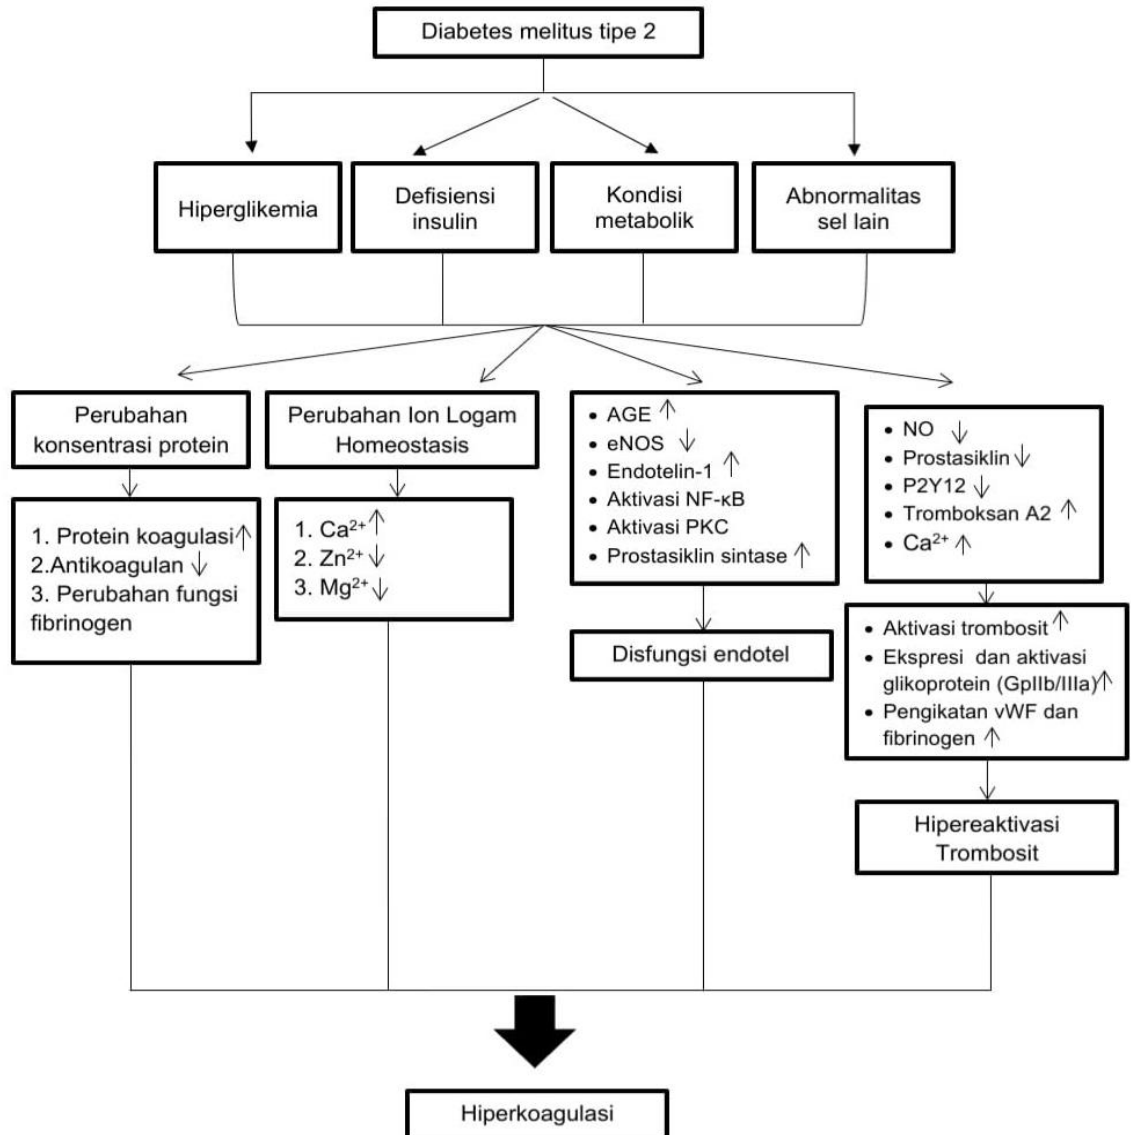 Diabetes melitus tipe 2
Hiperglikemia
Defisiensi
insulin
Kondisi
metabolik
Abnormalitas
sel lain
Perubahan
konsentrasi protein
Perubahan Ion Logam
Homeostasis
• AGE ↑
• eNOS ↓
• Endotelin-1 ↑
• Aktivasi NF-κB
• Aktivasi PKC
• Prostasiklin sintase ↑
• NO ↓
• Prostasiklin ↓
• P2Y12 ↓
• Tromboksan A2 ↑
• Ca²⁺ ↑
1. Protein koagulasi ↑
2.Antikoagulan ↓
3. Perubahan fungsi
fibrinogen
1. Ca²⁺ ↑
2. Zn²⁺ ↓
3. Mg²⁺ ↓
Disfungsi endotel
• Aktivasi trombosit ↑
• Ekspresi dan aktivasi
glikoprotein (GpIIb/IIIa) ↑
• Pengikatan vWF dan
fibrinogen ↑
Hipereaktivasi
Trombosit
Hiperkoagulasi